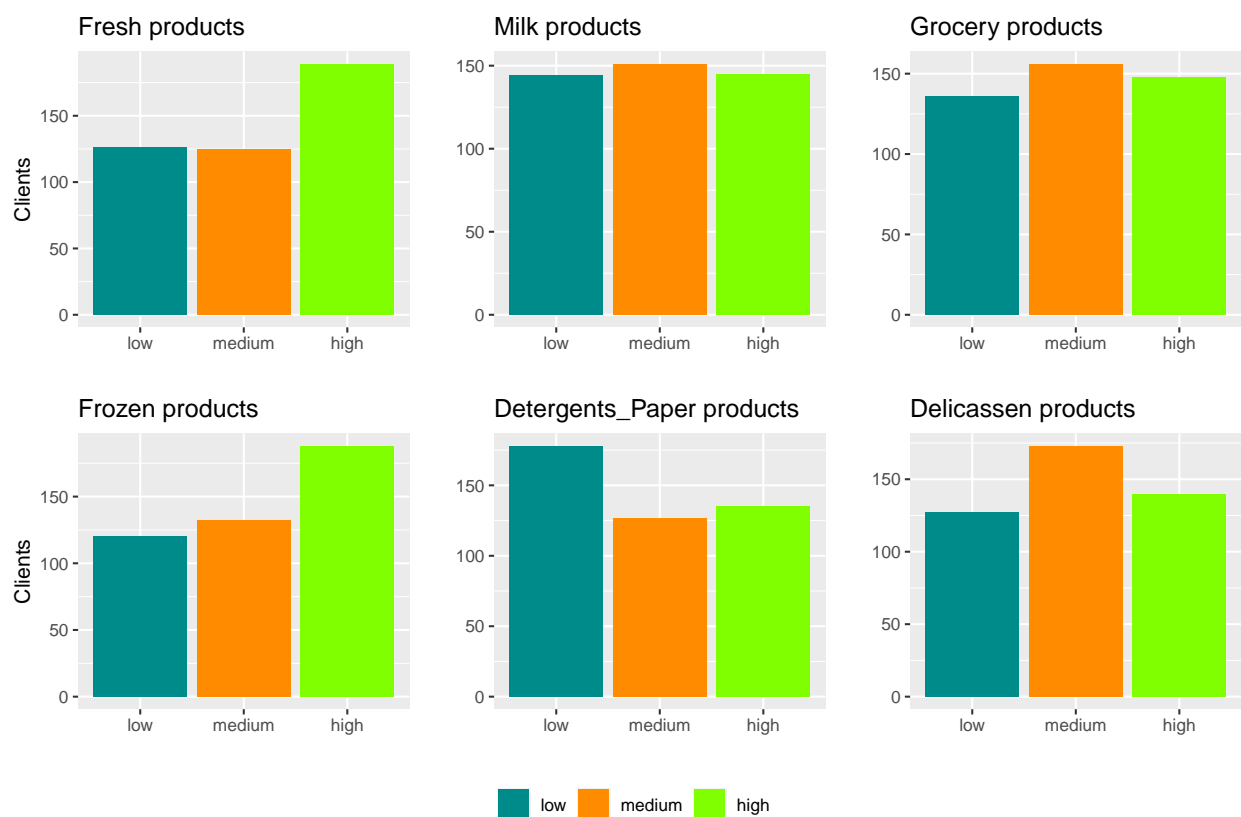 Fresh products
Milk products
Grocery products
Clients
150
100
50
0
low medium high
150
100
50
0
low medium high
150
100
50
0
low medium high
Frozen products
Detergents_Paper products
Delicassen products
Clients
150
100
50
0
low medium high
150
100
50
0
low medium high
150
100
50
0
low medium high
low medium high